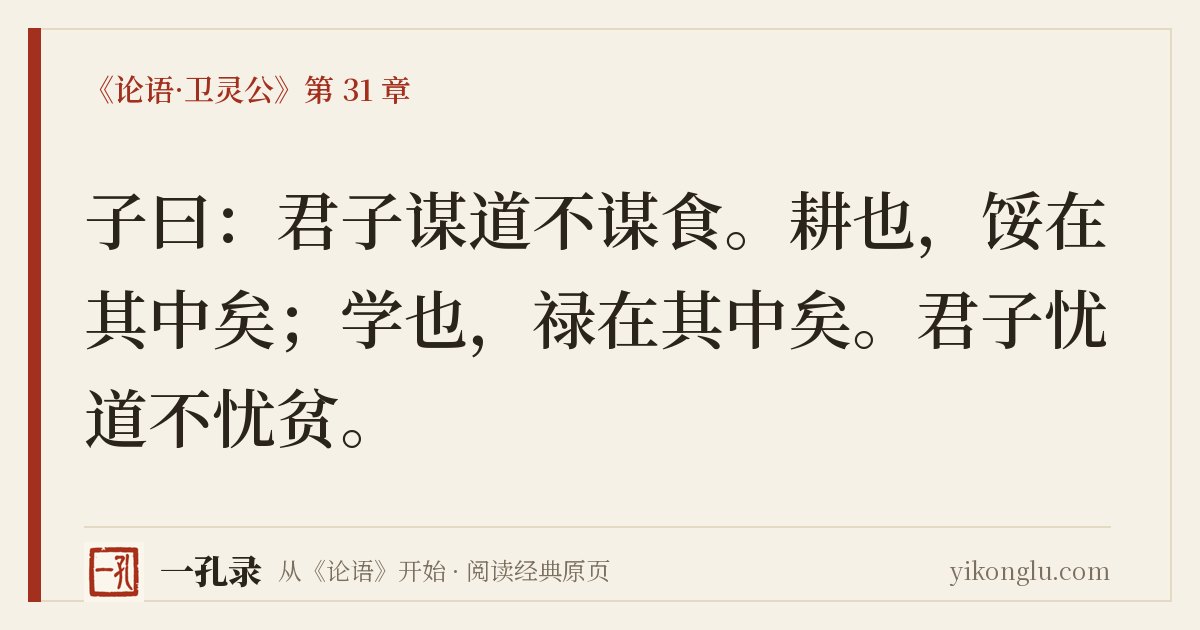 《论语·卫灵公》第 31 章
子曰：君子谋道不谋食。耕也，馁在
其中矣；学也，禄在其中矣。君子忧
道不忧贫。
一孔
一孔录 从《论语》开始 · 阅读经典原页 yikonglu.com